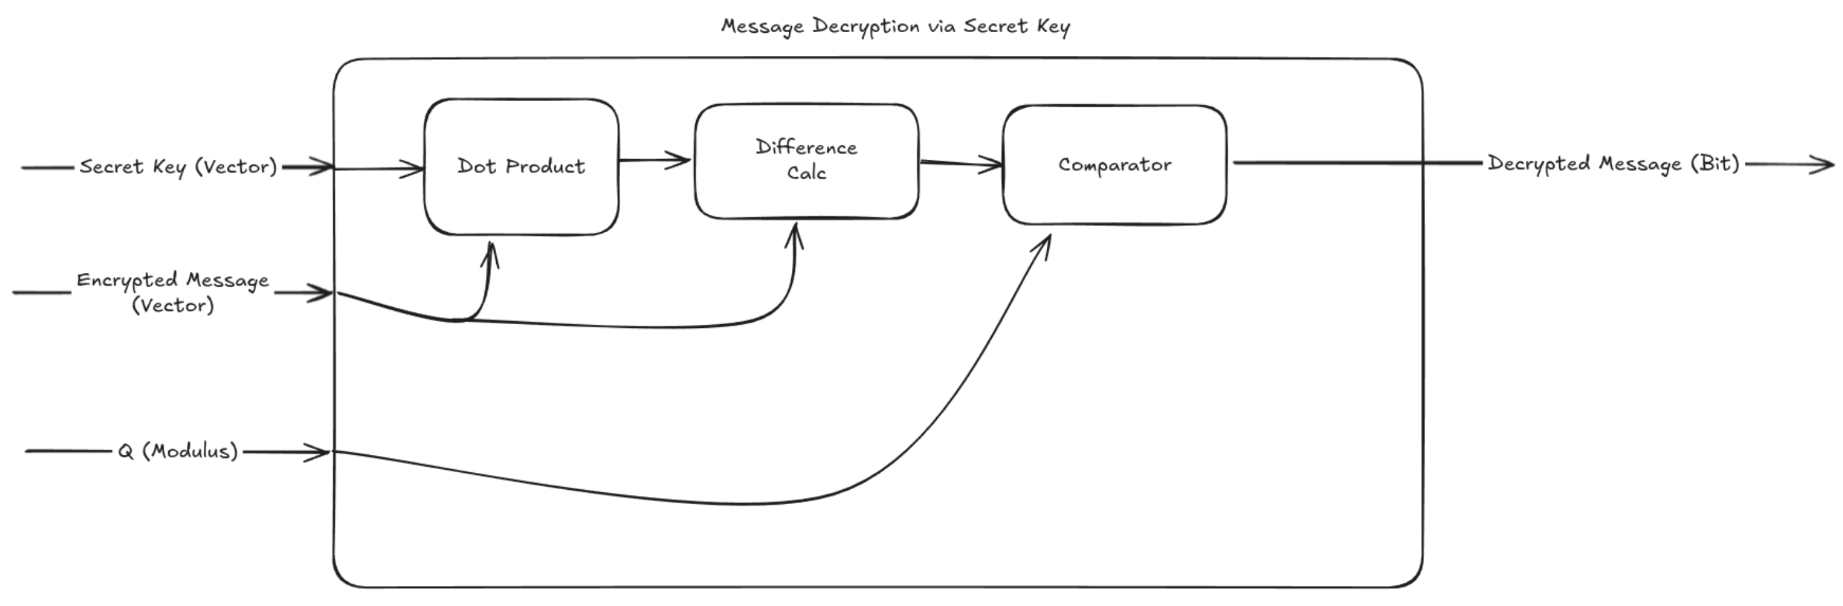 Message Decryption via Secret Key
Secret Key (Vector)
Dot Product
Difference
Calc
Comparator
Decrypted Message (Bit)
Encrypted Message
(Vector)
Q (Modulus)